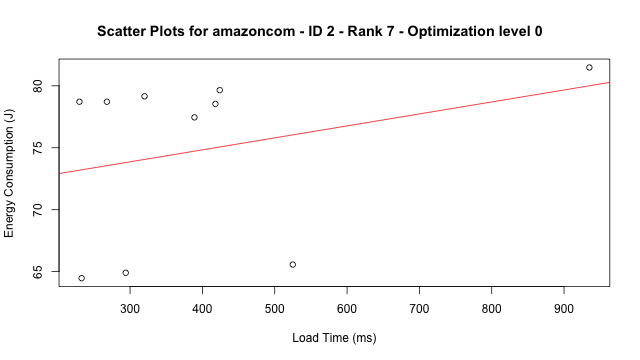 Scatter Plots for amazoncom - ID 2 - Rank 7 - Optimization level 0
Energy Consumption (J)
80
75
70
65
300 400 500 600 700 800 900
Load Time (ms)